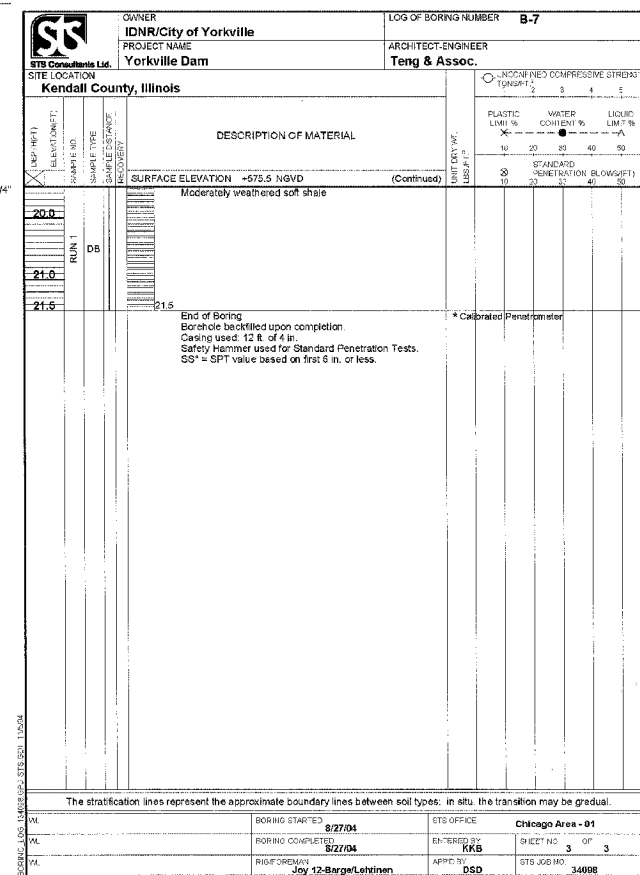 STS
STS Consultants Ltd.
OWNER
IDNR/City of Yorkville
LOG OF BORING NUMBER B-7
PROJECT NAME
Yorkville Dam
ARCHITECT-ENGINEER
Teng & Assoc.
SITE LOCATION
Kendall County, Illinois
UNCONFINED COMPRESSIVE STRENGT
TONS/FT.²
2 3 4 5
DEPTH(FT)
ELEVATION(FT)
SAMPLE NO.
SAMPLE TYPE
SAMPLE DISTANCE
RECOVERY
DESCRIPTION OF MATERIAL
UNIT DRY WT.
LBS./FT.³
PLASTIC WATER LIQUID
LIMIT % CONTENT % LIMIT %
10 20 30 40 50
STANDARD
PENETRATION BLOWS/(FT)
10 20 30 40 50
SURFACE ELEVATION +575.5 NGVD (Continued)
/4"
Moderately weathered soft shale
20.0
RUN 1
DB
21.0
21.5
21.5
End of Boring
* Calibrated Penetrometer
Borehole backfilled upon completion.
Casing used: 12 ft. of 4 in.
Safety Hammer used for Standard Penetration Tests.
SS* = SPT value based on first 6 in. or less.
The stratification lines represent the approximate boundary lines between soil types: in situ, the transition may be gradual.
WL
BORING STARTED
8/27/04
STS OFFICE
Chicago Area - 01
WL
BORING COMPLETED
8/27/04
ENTERED BY
KKB
SHEET NO. OF
3 3
WL
RIG/FOREMAN
Joy 12-Barge/Lehtinen
APP'D BY
DSD
STS JOB NO.
34098